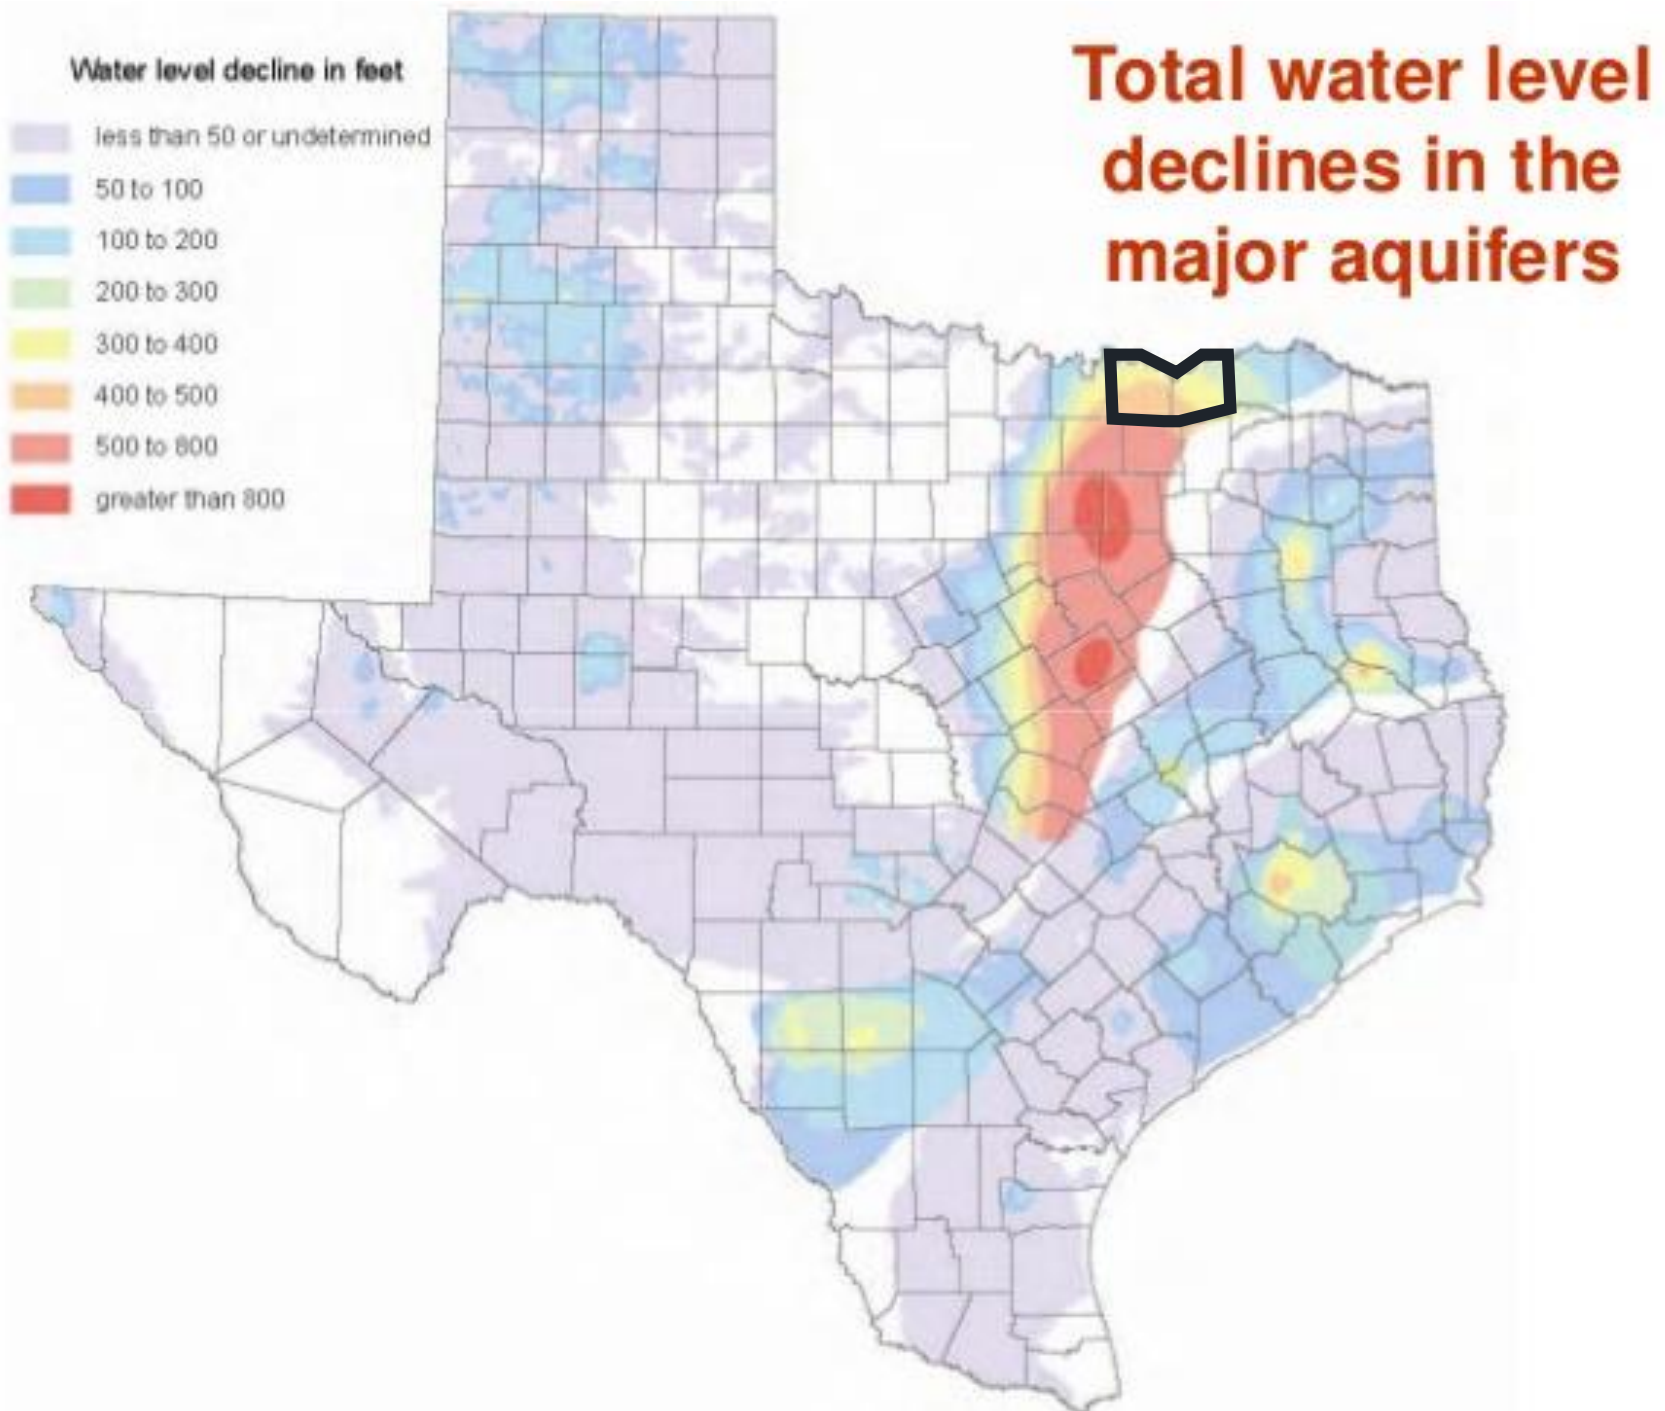 Total water level
declines in the
major aquifers
Water level decline in feet
less than 50 or undetermined
50 to 100
100 to 200
200 to 300
300 to 400
400 to 500
500 to 800
greater than 800